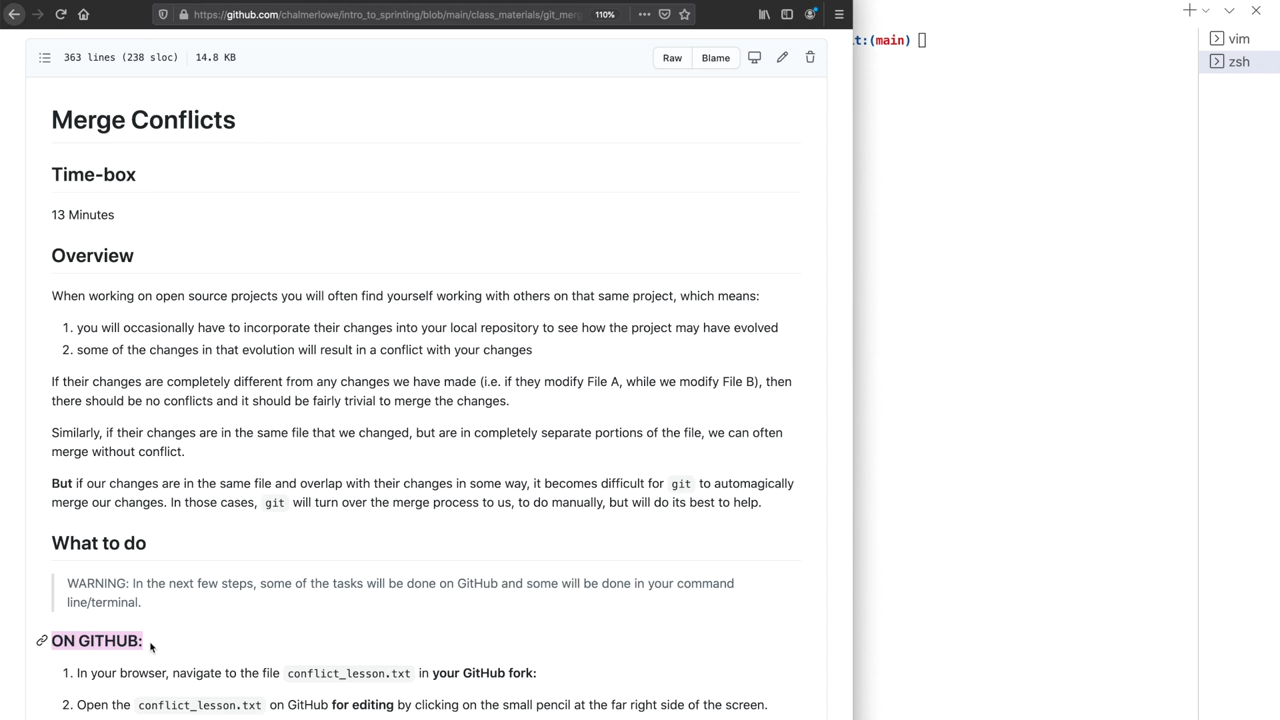 https://github.com/chalmerlowe/intro_to_sprinting/blob/main/class_materials/git_merg
110%
363 lines (238 sloc)
14.8 KB
Raw
Blame
t:(main)
vim
zsh
Merge Conflicts
Time-box
13 Minutes
Overview
When working on open source projects you will often find yourself working with others on that same project, which means:
1. you will occasionally have to incorporate their changes into your local repository to see how the project may have evolved
2. some of the changes in that evolution will result in a conflict with your changes
If their changes are completely different from any changes we have made (i.e. if they modify File A, while we modify File B), then
there should be no conflicts and it should be fairly trivial to merge the changes.
Similarly, if their changes are in the same file that we changed, but are in completely separate portions of the file, we can often
merge without conflict.
But if our changes are in the same file and overlap with their changes in some way, it becomes difficult for git to automagically
merge our changes. In those cases, git will turn over the merge process to us, to do manually, but will do its best to help.
What to do
WARNING: In the next few steps, some of the tasks will be done on GitHub and some will be done in your command
line/terminal.
ON GITHUB:
1. In your browser, navigate to the file conflict_lesson.txt in your GitHub fork:
2. Open the conflict_lesson.txt on GitHub for editing by clicking on the small pencil at the far right side of the screen.